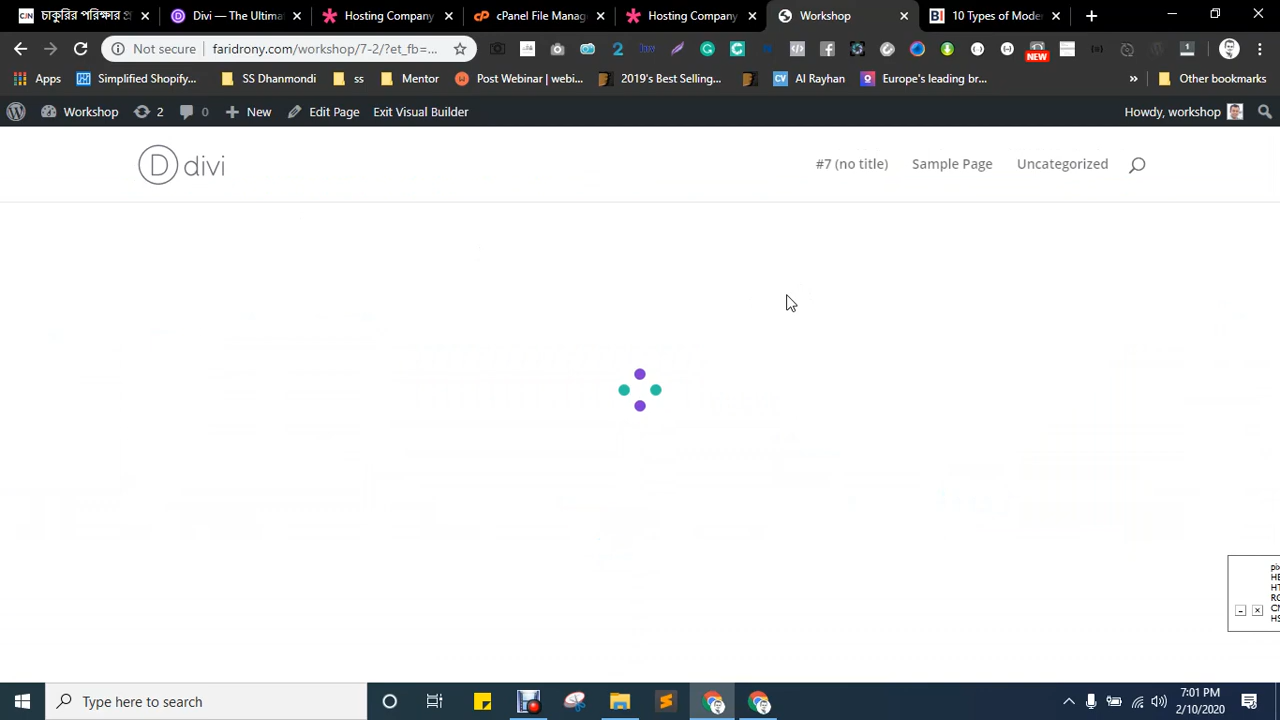 চাকুরির পরিক্ষার প্র
Divi — The Ultima
Hosting Company
cPanel File Manag
Hosting Company
Workshop
10 Types of Mode
Not secure faridrony.com/workshop/7-2/?et_fb=...
NEW
Apps Simplified Shopify... SS Dhanmondi ss Mentor Post Webinar | webi... 2019's Best Selling... Al Rayhan Europe's leading br... » Other bookmarks
Workshop 2 0 New Edit Page Exit Visual Builder Howdy, workshop
D divi #7 (no title) Sample Page Uncategorized
Type here to search
7:01 PM
2/10/2020